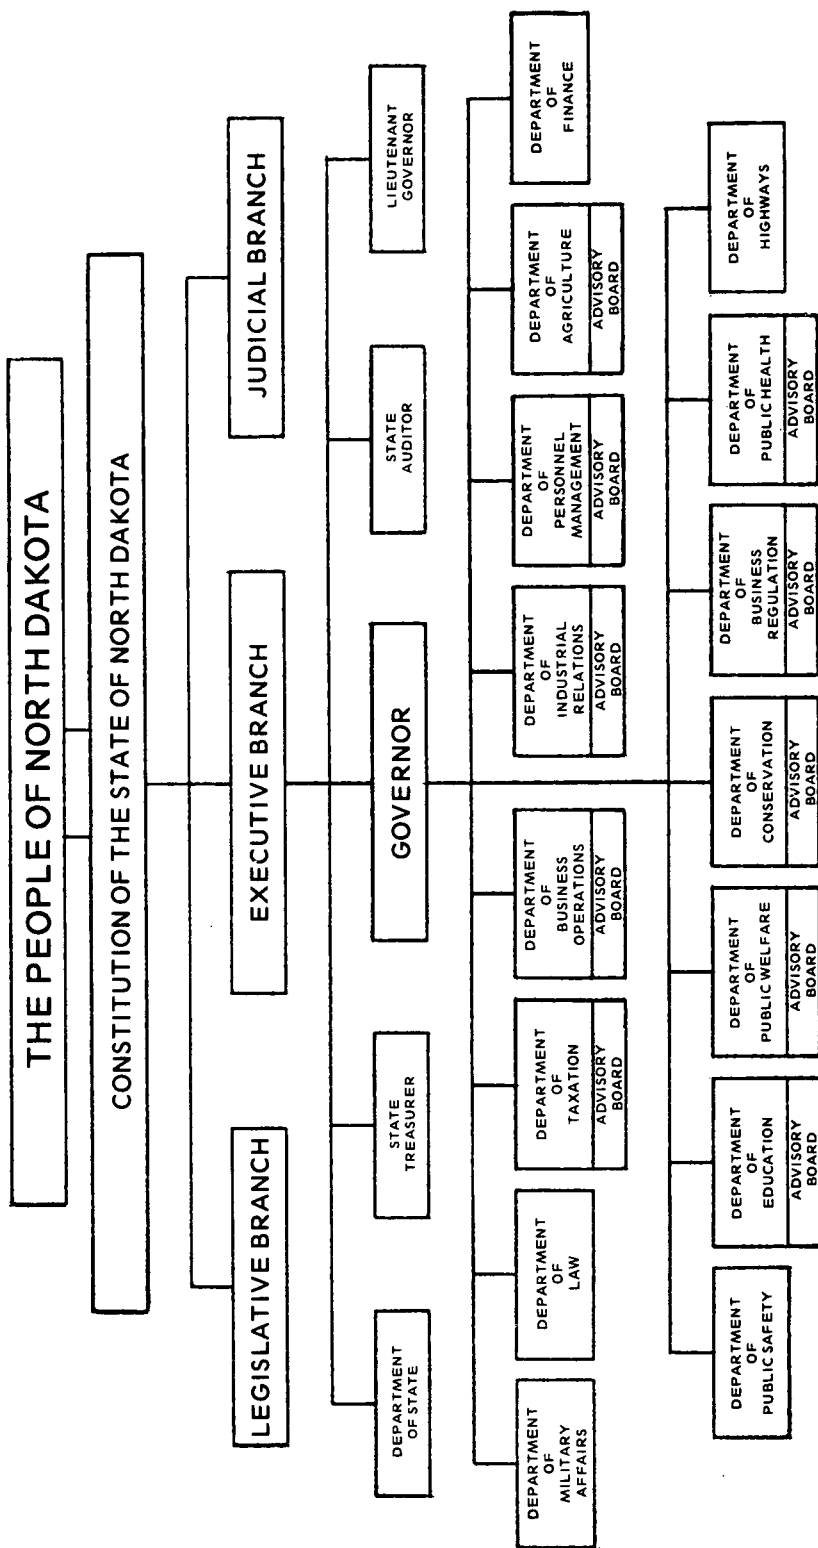 THE PEOPLE OF NORTH DAKOTA
CONSTITUTION OF THE STATE OF NORTH DAKOTA
LEGISLATIVE BRANCH
EXECUTIVE BRANCH
JUDICIAL BRANCH
DEPARTMENT
OF STATE
STATE
TREASURER
GOVERNOR
STATE
AUDITOR
LIEUTENANT
GOVERNOR
DEPARTMENT
OF
MILITARY
AFFAIRS
DEPARTMENT
OF
LAW
DEPARTMENT
OF
TAXATION
ADVISORY
BOARD
DEPARTMENT
OF
BUSINESS
OPERATIONS
ADVISORY
BOARD
DEPARTMENT
OF
INDUSTRIAL
RELATIONS
ADVISORY
BOARD
DEPARTMENT
OF
PERSONNEL
MANAGEMENT
ADVISORY
BOARD
DEPARTMENT
OF
AGRICULTURE
ADVISORY
BOARD
DEPARTMENT
OF
FINANCE
DEPARTMENT
OF
PUBLIC SAFETY
DEPARTMENT
OF
EDUCATION
ADVISORY
BOARD
DEPARTMENT
OF
PUBLIC WELFARE
ADVISORY
BOARD
DEPARTMENT
OF
CONSERVATION
ADVISORY
BOARD
DEPARTMENT
OF
BUSINESS
REGULATION
ADVISORY
BOARD
DEPARTMENT
OF
PUBLIC HEALTH
ADVISORY
BOARD
DEPARTMENT
OF
HIGHWAYS